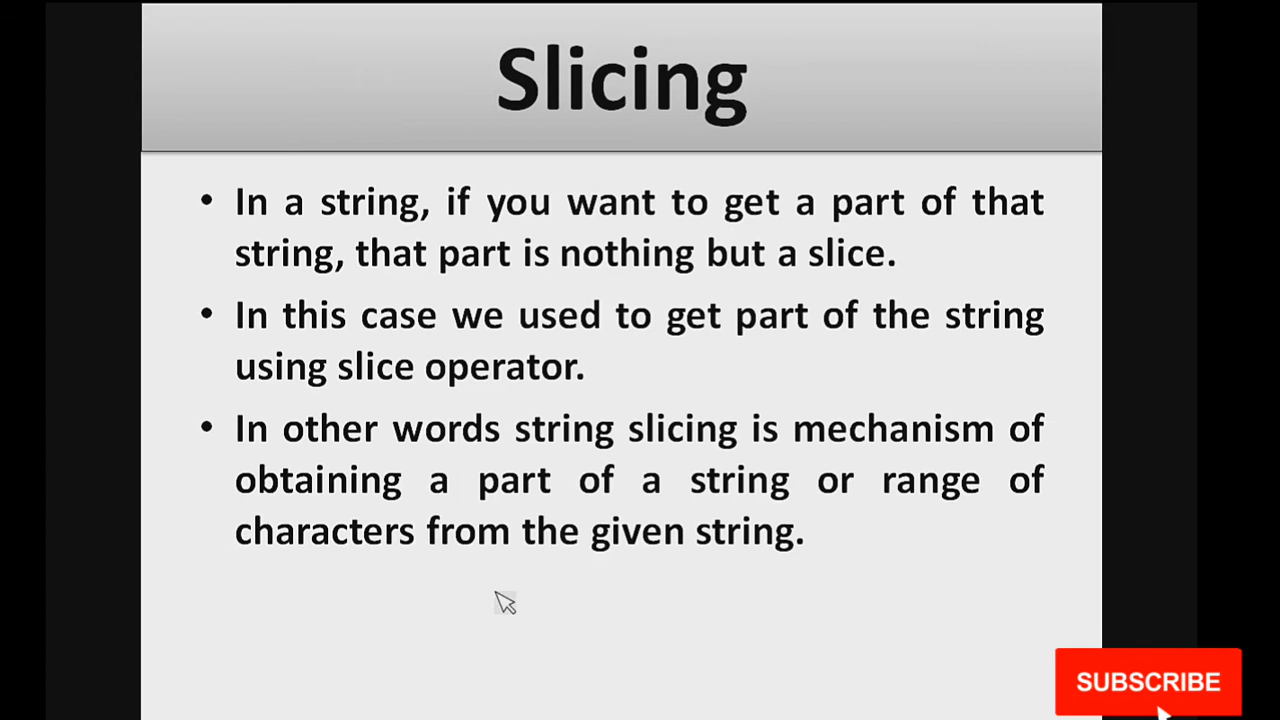 Slicing
• In a string, if you want to get a part of that
string, that part is nothing but a slice.
• In this case we used to get part of the string
using slice operator.
• In other words string slicing is mechanism of
obtaining a part of a string or range of
characters from the given string.
SUBSCRIBE